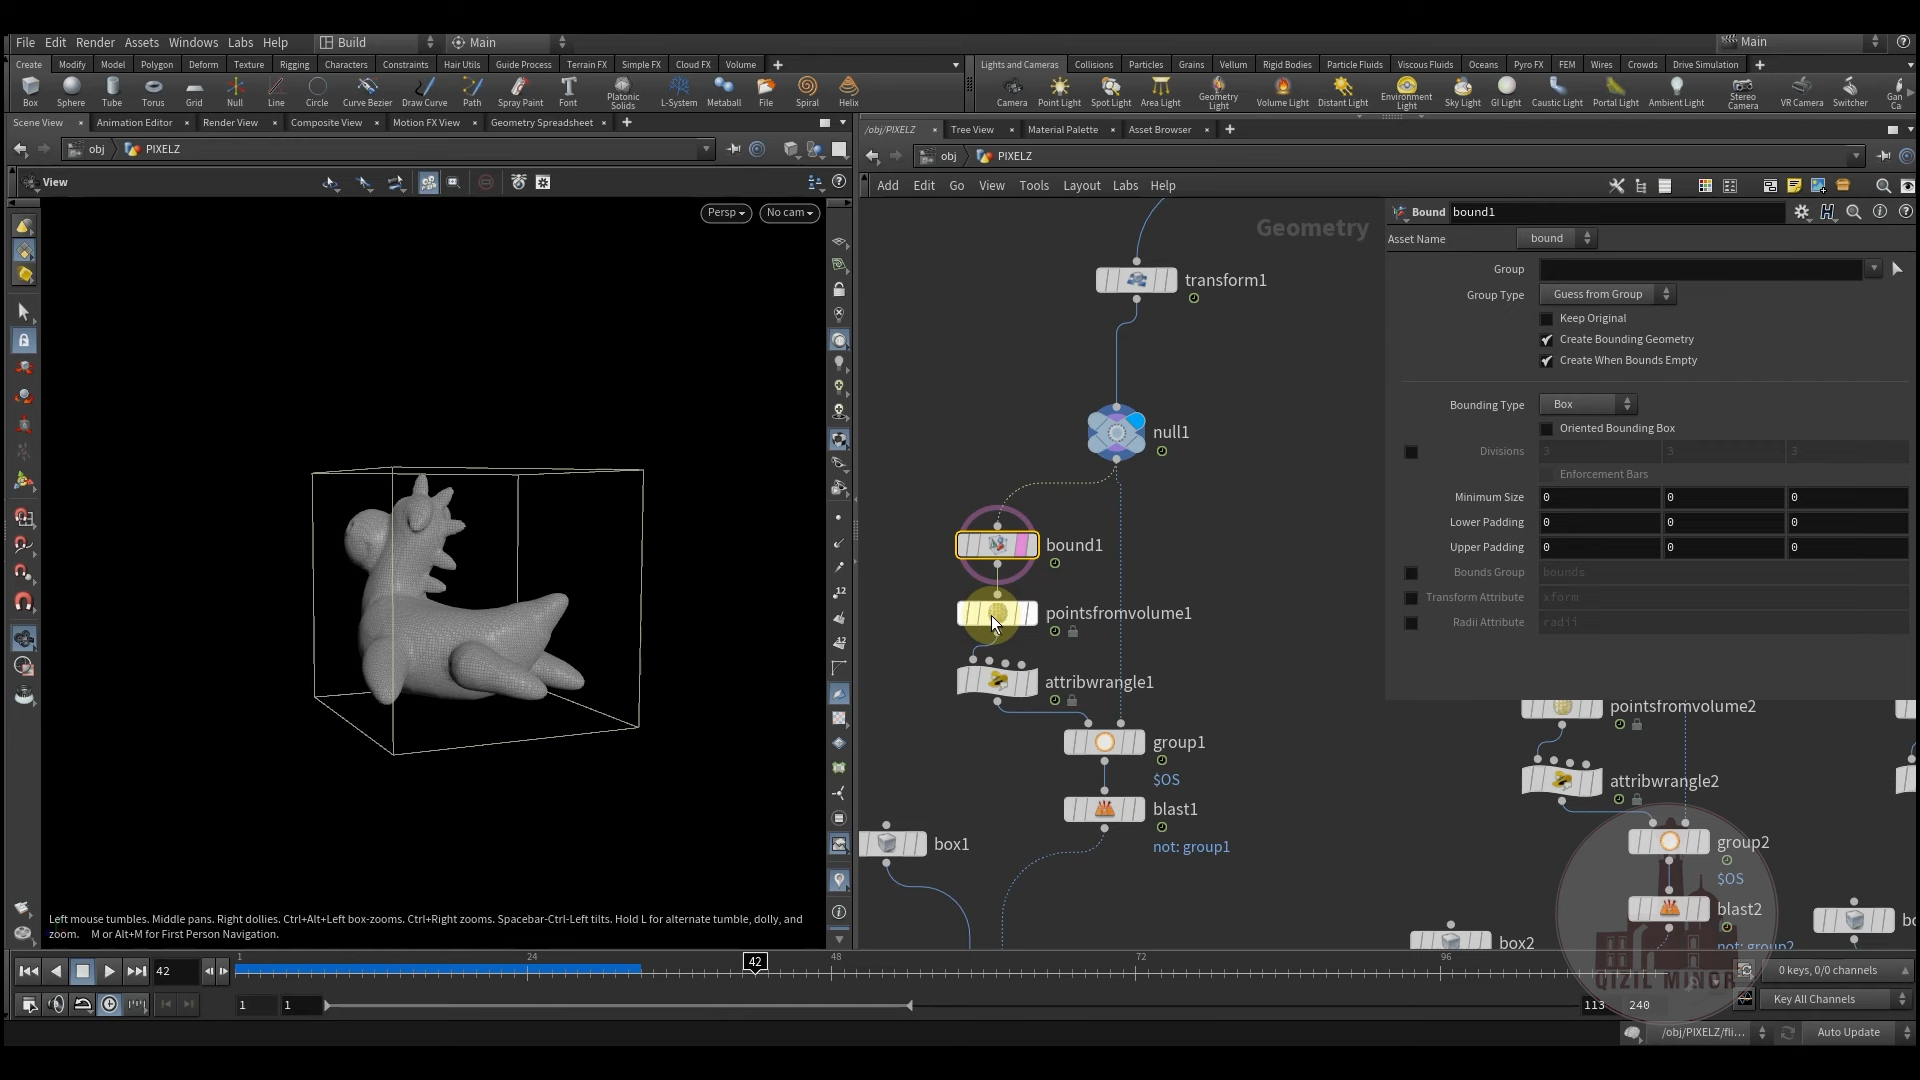 File Edit Render Assets Windows Labs Help Build Main Main
Create Modify Model Polygon Deform Texture Rigging Characters Constraints Hair Utils Guide Process Terrain FX Simple FX Cloud FX Volume
Lights and Cameras Collisions Particles Grains Vellum Rigid Bodies Particle Fluids Viscous Fluids Oceans Pyro FX FEM Wires Crowds Drive Simulation
Box Sphere Tube Torus Grid Null Line Circle Curve Bezier Draw Curve Path Spray Paint Font Platonic Solids L-System Metaball File Spiral Helix
Camera Point Light Spot Light Area Light Geometry Light Volume Light Distant Light Environment Light Sky Light GI Light Caustic Light Portal Light Ambient Light Stereo Camera VR Camera Switcher Gan Ca
Scene View Animation Editor Render View Composite View Motion FX View Geometry Spreadsheet
/obj/PIXELZ Tree View Material Palette Asset Browser
obj PIXELZ
obj PIXELZ
View
Add Edit Go View Tools Layout Labs Help
Persp No cam
Geometry
Bound bound1
Asset Name bound
Group
Group Type Guess from Group
Keep Original
Create Bounding Geometry
Create When Bounds Empty
Bounding Type Box
Oriented Bounding Box
Divisions 3 3 3
Enforcement Bars
Minimum Size 0 0 0
Lower Padding 0 0 0
Upper Padding 0 0 0
Bounds Group bounds
Transform Attribute xform
Radii Attribute radii
transform1
null1
bound1
pointsfromvolume1
attribwrangle1
group1
$OS
blast1
not: group1
box1
pointsfromvolume2
attribwrangle2
group2
$OS
blast2
not: group2
box2
bo
Left mouse tumbles. Middle pans. Right dollies. Ctrl+Alt+Left box-zooms. Ctrl+Right zooms. Spacebar-Ctrl-Left tilts. Hold L for alternate tumble, dolly, and
zoom. M or Alt+M for First Person Navigation.
42
1 24 42 48 72 96
0 keys, 0/0 channels
QIZIL MINOR
1 1 113 240
Key All Channels
/obj/PIXELZ/fli... Auto Update